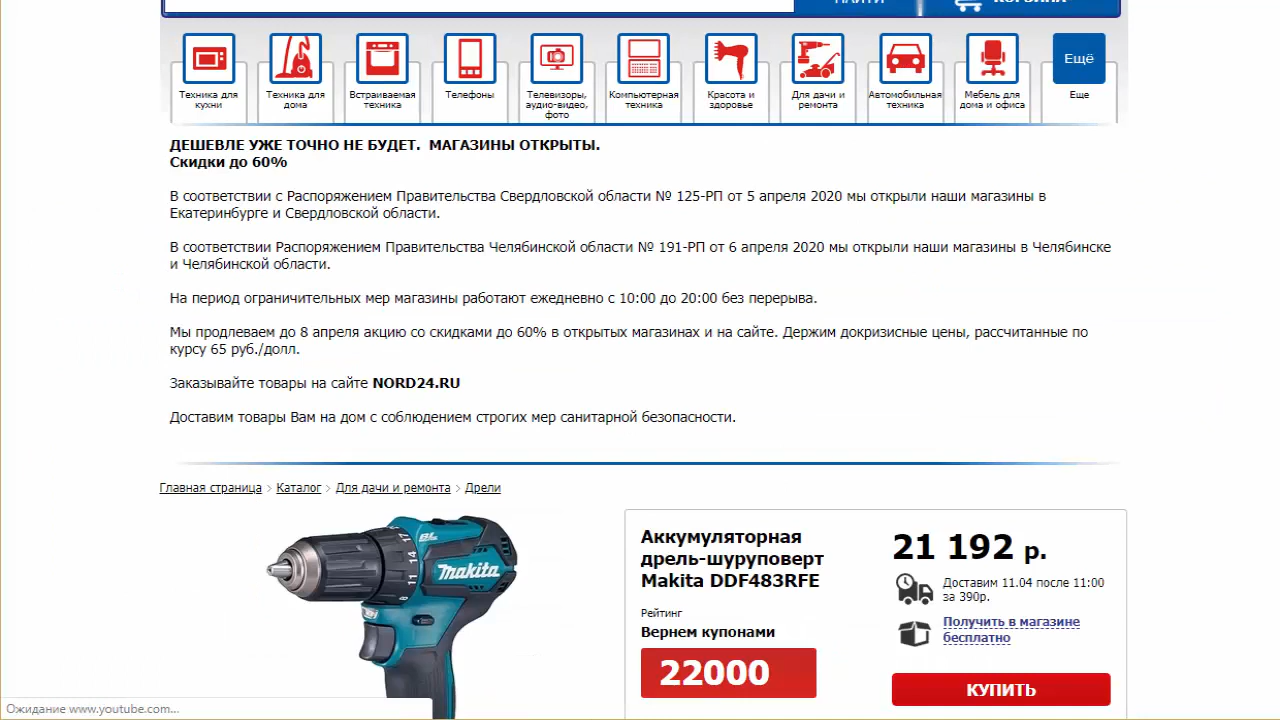 НАЙТИ КОРЗИНА
Техника для кухни
Техника для дома
Встраиваемая техника
Телефоны
Телевизоры, аудио-видео, фото
Компьютерная техника
Красота и здоровье
Для дачи и ремонта
Автомобильная техника
Мебель для дома и офиса
Ещё
Еще
ДЕШЕВЛЕ УЖЕ ТОЧНО НЕ БУДЕТ. МАГАЗИНЫ ОТКРЫТЫ.
Скидки до 60%
В соответствии с Распоряжением Правительства Свердловской области № 125-РП от 5 апреля 2020 мы открыли наши магазины в
Екатеринбурге и Свердловской области.
В соответствии Распоряжением Правительства Челябинской области № 191-РП от 6 апреля 2020 мы открыли наши магазины в Челябинске
и Челябинской области.
На период ограничительных мер магазины работают ежедневно с 10:00 до 20:00 без перерыва.
Мы продлеваем до 8 апреля акцию со скидками до 60% в открытых магазинах и на сайте. Держим докризисные цены, рассчитанные по
курсу 65 руб./долл.
Заказывайте товары на сайте NORD24.RU
Доставим товары Вам на дом с соблюдением строгих мер санитарной безопасности.
Главная страница > Каталог > Для дачи и ремонта > Дрели
BL
17
14
11
8
makita
Аккумуляторная
дрель-шуруповерт
Makita DDF483RFE
Рейтинг
Вернем купонами
22000
21 192 р.
Доставим 11.04 после 11:00
за 390р.
Получить в магазине
бесплатно
КУПИТЬ
Ожидание www.youtube.com...